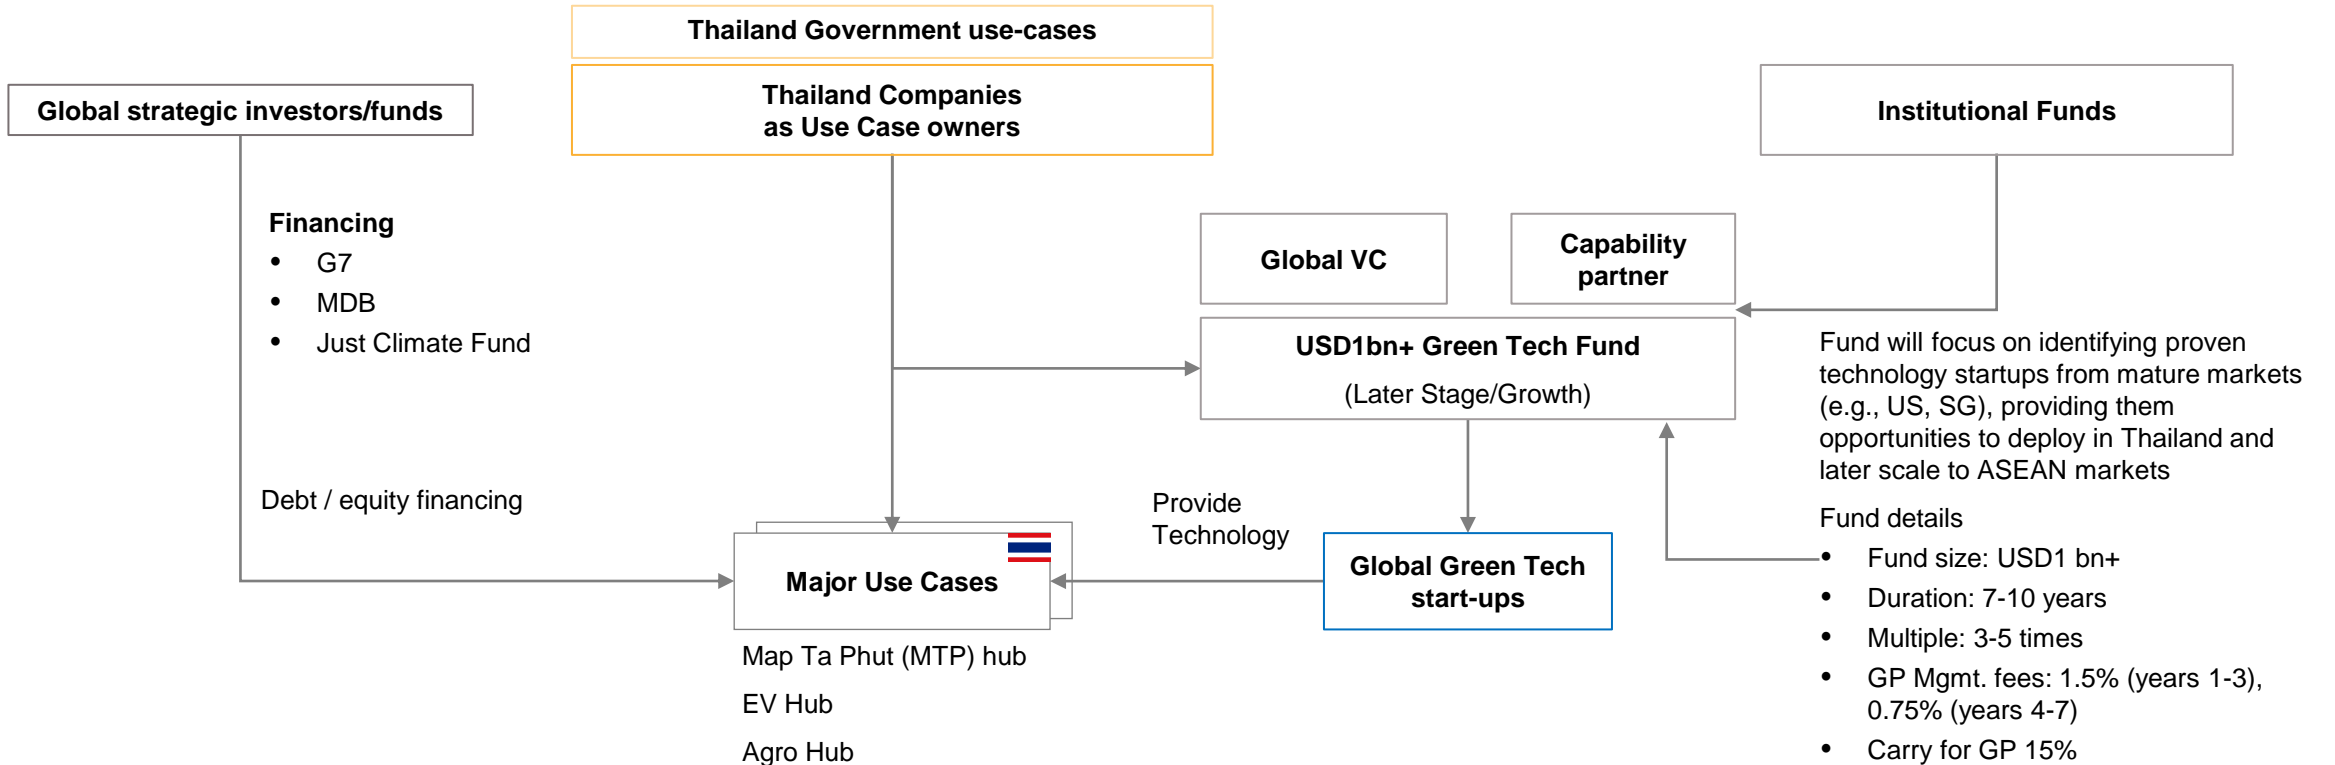 Thailand Government use-cases
Thailand Companies
as Use Case owners
Global strategic investors/funds
Institutional Funds
Financing
• G7
• MDB
• Just Climate Fund
Global VC
Capability
partner
USD1bn+ Green Tech Fund
(Later Stage/Growth)
Fund will focus on identifying proven
technology startups from mature markets
(e.g., US, SG), providing them
opportunities to deploy in Thailand and
later scale to ASEAN markets
Debt / equity financing
Provide
Technology
Major Use Cases
Global Green Tech
start-ups
Map Ta Phut (MTP) hub
EV Hub
Agro Hub
Fund details
• Fund size: USD1 bn+
• Duration: 7-10 years
• Multiple: 3-5 times
• GP Mgmt. fees: 1.5% (years 1-3),
0.75% (years 4-7)
• Carry for GP 15%